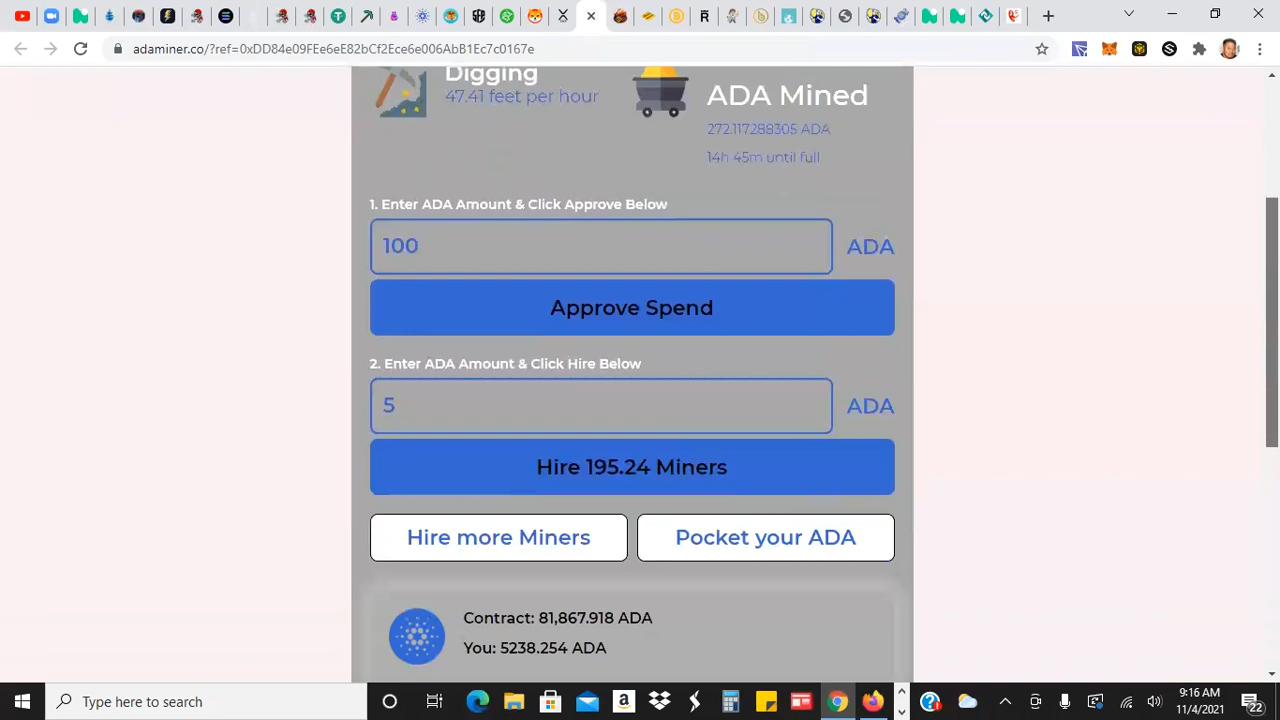 adaminer.co/?ref=0xDD84e09FEe6eE82bCf2Ece6e006AbB1Ec7c0167e
Digging
47.41 feet per hour
ADA Mined
272.117288305 ADA
14h 45m until full
1. Enter ADA Amount & Click Approve Below
100
ADA
Approve Spend
2. Enter ADA Amount & Click Hire Below
5
ADA
Hire 195.24 Miners
Hire more Miners
Pocket your ADA
Contract: 81,867.918 ADA
You: 5238.254 ADA
Type here to search
9:16 AM
11/4/2021
22